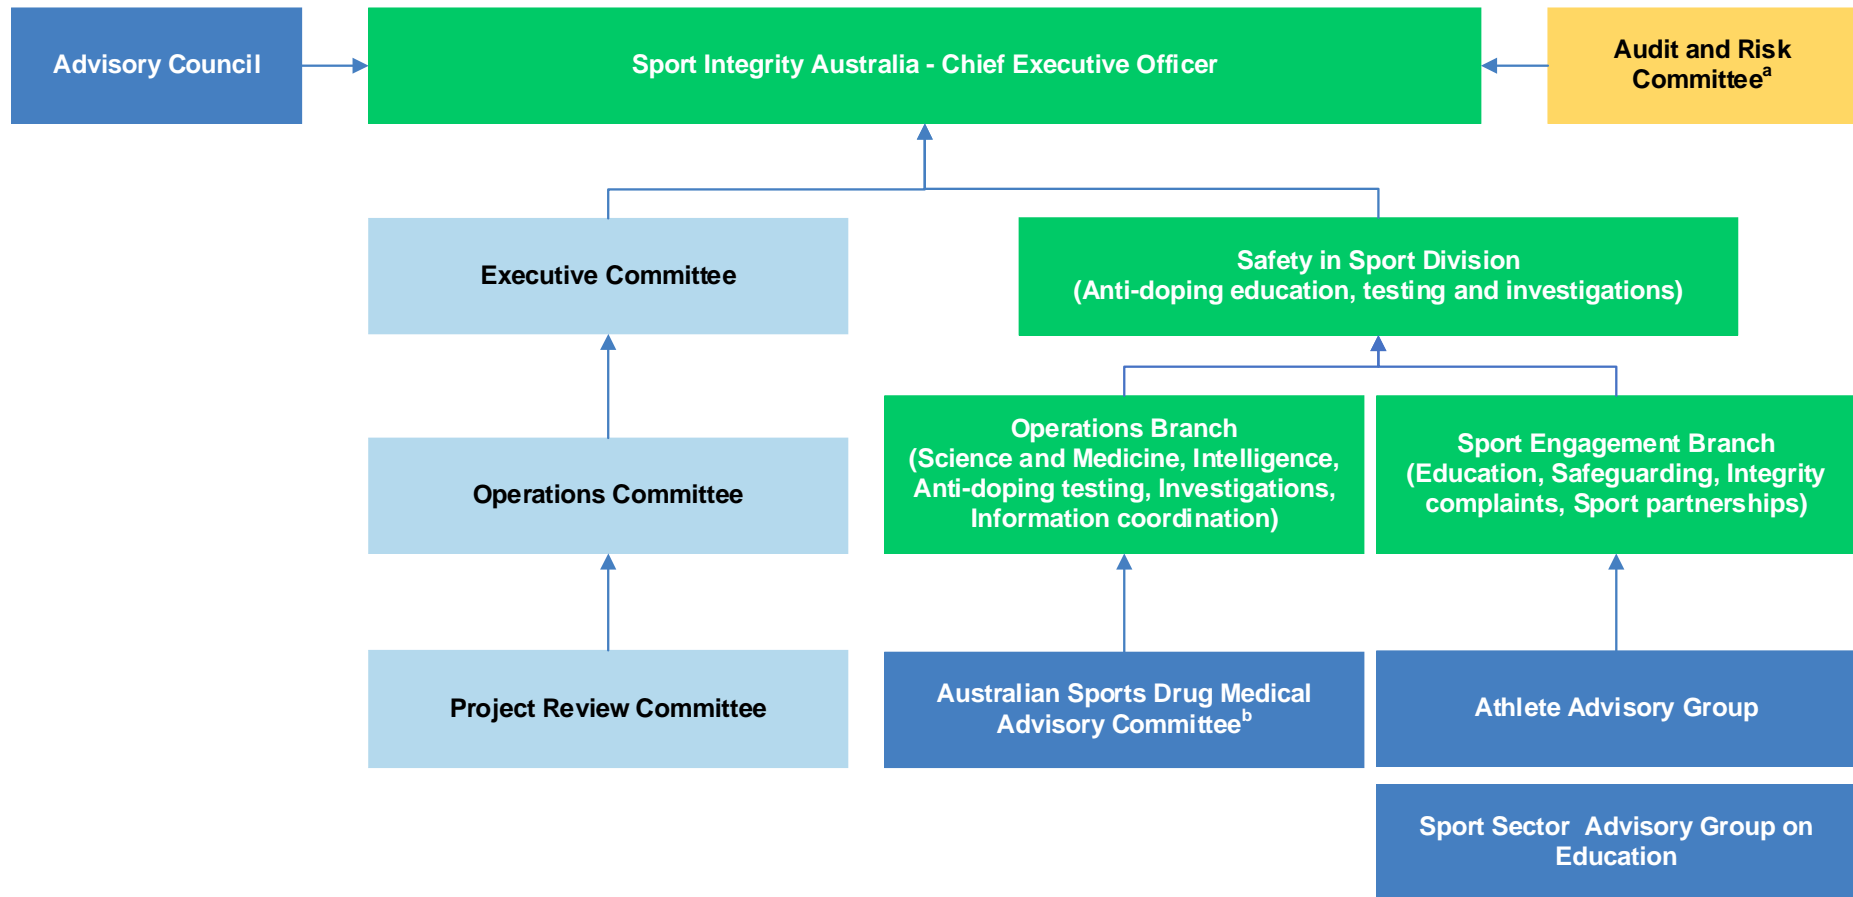 Advisory Council
Sport Integrity Australia - Chief Executive Officer
Audit and Risk
Committeeᵃ
Executive Committee
Safety in Sport Division
(Anti-doping education, testing and investigations)
Operations Committee
Operations Branch
(Science and Medicine, Intelligence,
Anti-doping testing, Investigations,
Information coordination)
Sport Engagement Branch
(Education, Safeguarding, Integrity
complaints, Sport partnerships)
Project Review Committee
Australian Sports Drug Medical
Advisory Committeeᵇ
Athlete Advisory Group
Sport Sector  Advisory Group on
Education